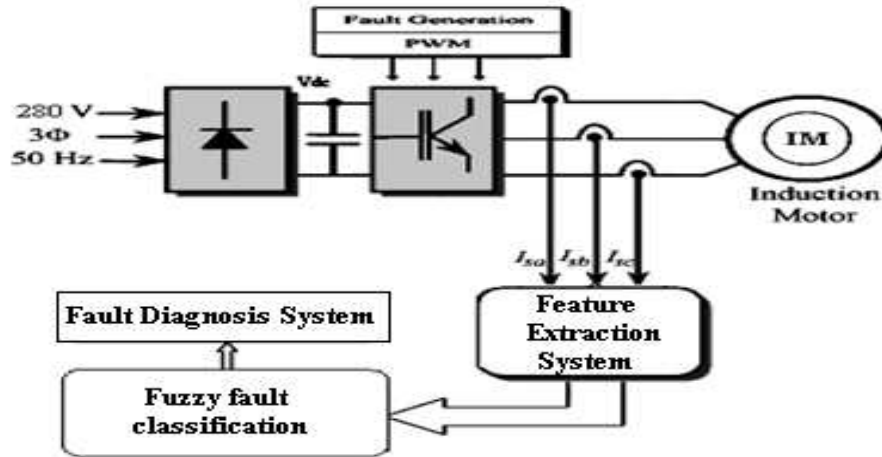 Fault Generation
PWM
Vdc
280 V
3Φ
50 Hz
IM
Induction
Motor
Isa
Isb
Isc
Feature
Extraction
System
Fault Diagnosis System
Fuzzy fault
classification